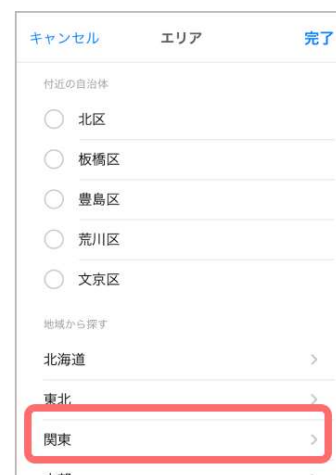 キャンセル エリア 完了
付近の自治体
北区
板橋区
豊島区
荒川区
文京区
地域から探す
北海道
東北
関東